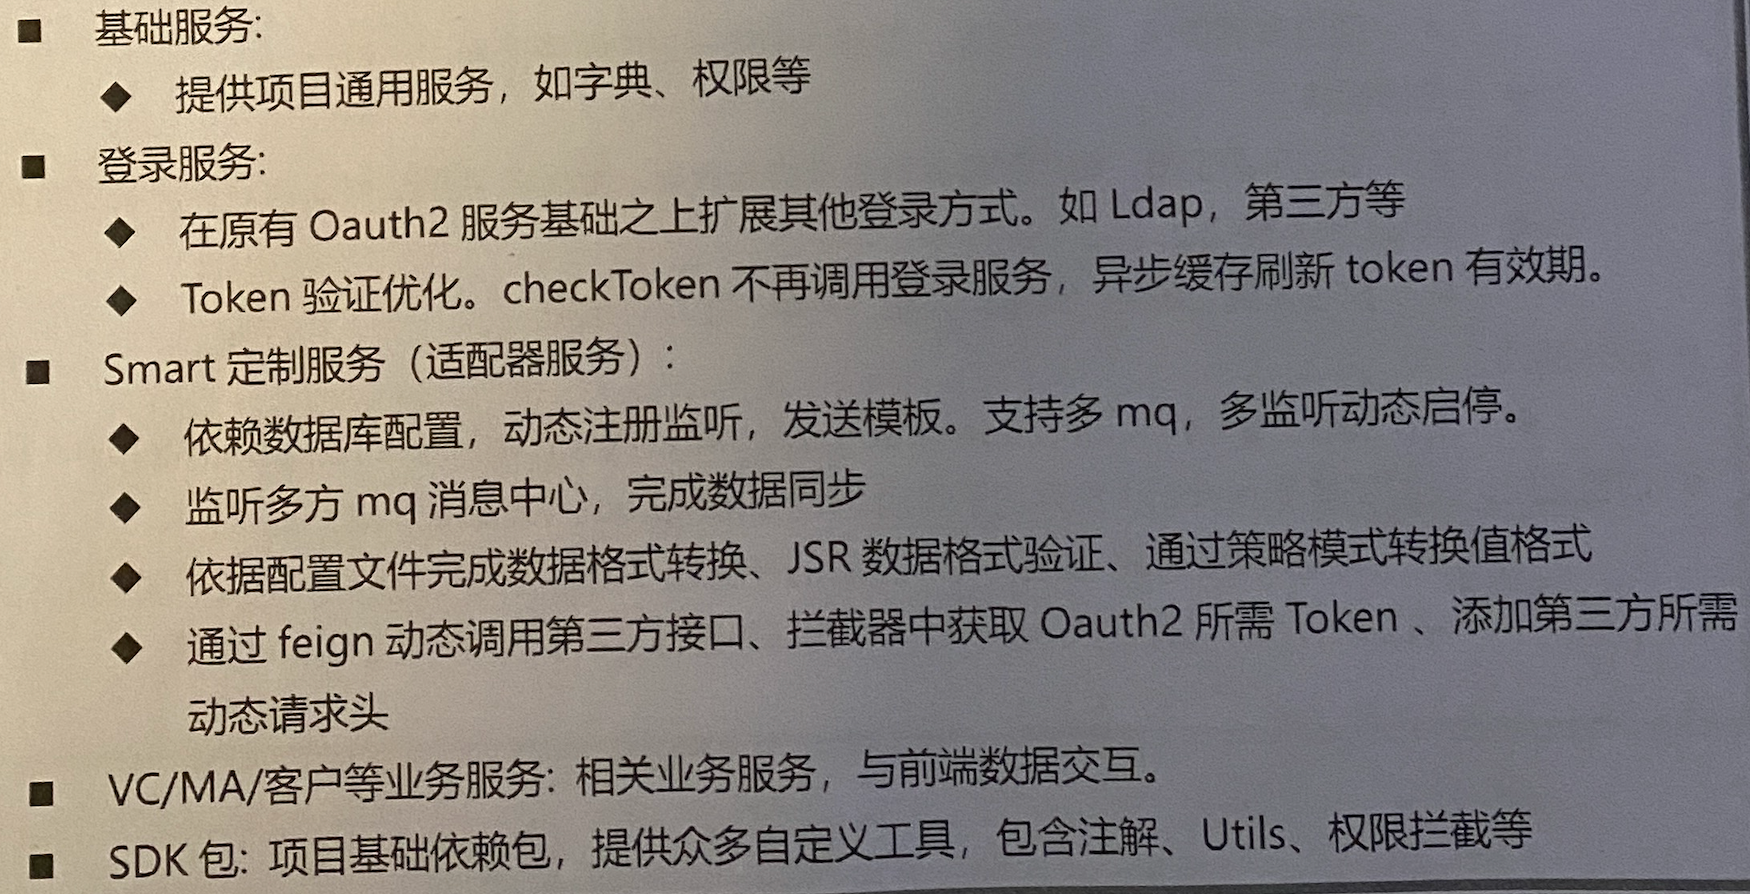 ■ 基础服务:
◆ 提供项目通用服务，如字典、权限等
■ 登录服务:
◆ 在原有 Oauth2 服务基础之上扩展其他登录方式。如 Ldap，第三方等
◆ Token 验证优化。checkToken 不再调用登录服务，异步缓存刷新 token 有效期。
■ Smart 定制服务（适配器服务）:
◆ 依赖数据库配置，动态注册监听，发送模板。支持多 mq，多监听动态启停。
◆ 监听多方 mq 消息中心，完成数据同步
◆ 依据配置文件完成数据格式转换、JSR 数据格式验证、通过策略模式转换值格式
◆ 通过 feign 动态调用第三方接口、拦截器中获取 Oauth2 所需 Token 、添加第三方所需
动态请求头
■ VC/MA/客户等业务服务: 相关业务服务，与前端数据交互。
■ SDK 包: 项目基础依赖包，提供众多自定义工具，包含注解、Utils、权限拦截等